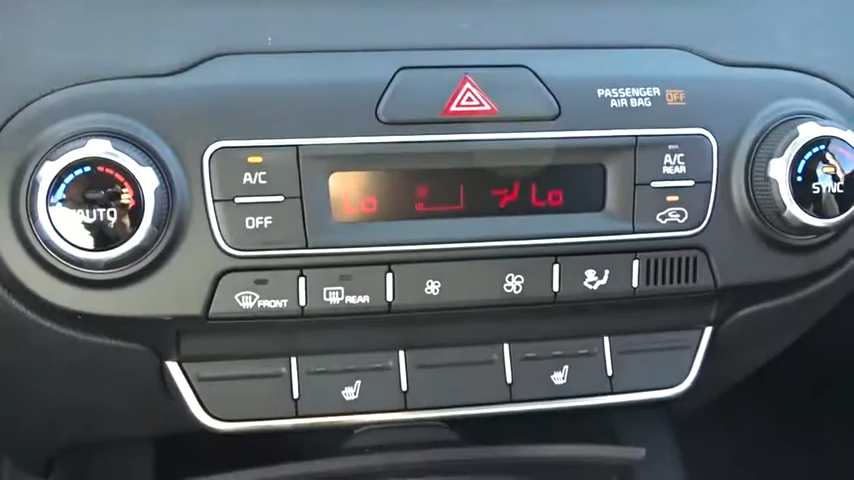 PASSENGER
AIR BAG OFF
A/C
OFF
Lo
Lo
A/C
REAR
AUTO
SYNC
FRONT
REAR